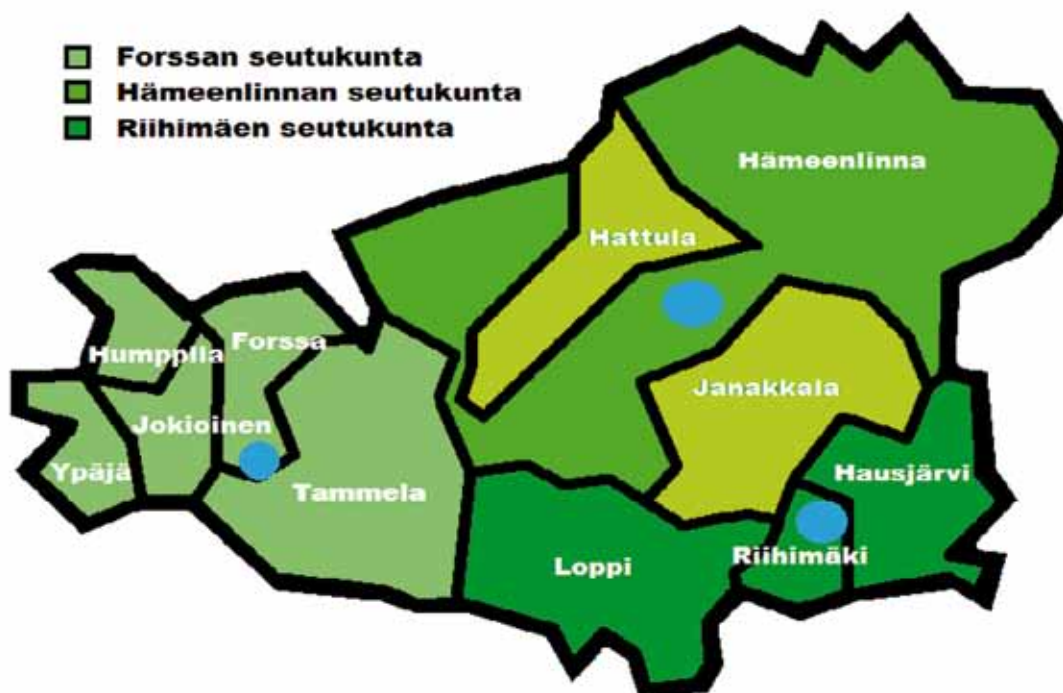 Forssan seutukunta
Hämeenlinnan seutukunta
Riihimäen seutukunta
Hämeenlinna
Hattula
Humppila
Forssa
Janakkala
Jokioinen
Ypäjä
Tammela
Hausjärvi
Loppi
Riihimäki